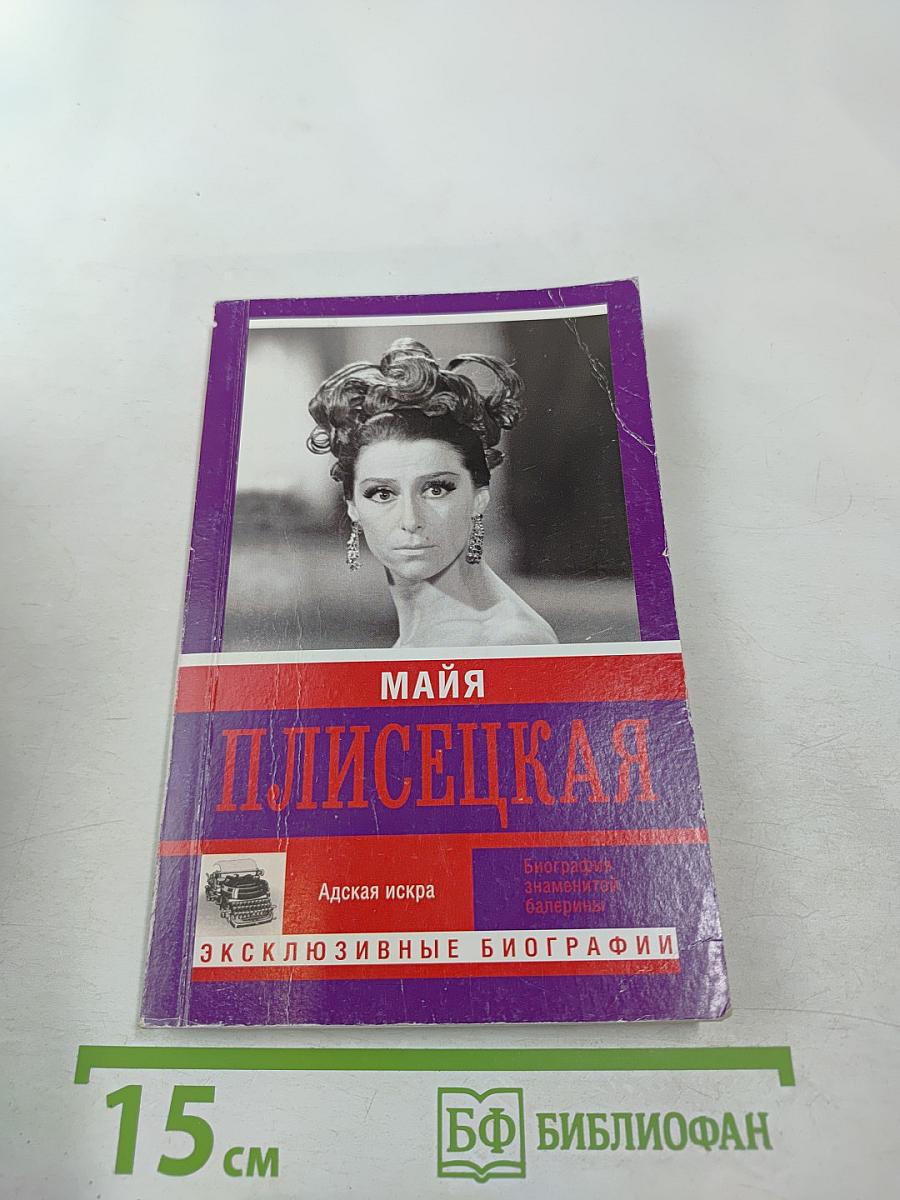 МАЙЯ
ПЛИСЕЦКАЯ
Адская искра
Биография
знаменитой
балерины
ЭКСКЛЮЗИВНЫЕ БИОГРАФИИ
15 см
БФ БИБЛИОФАН